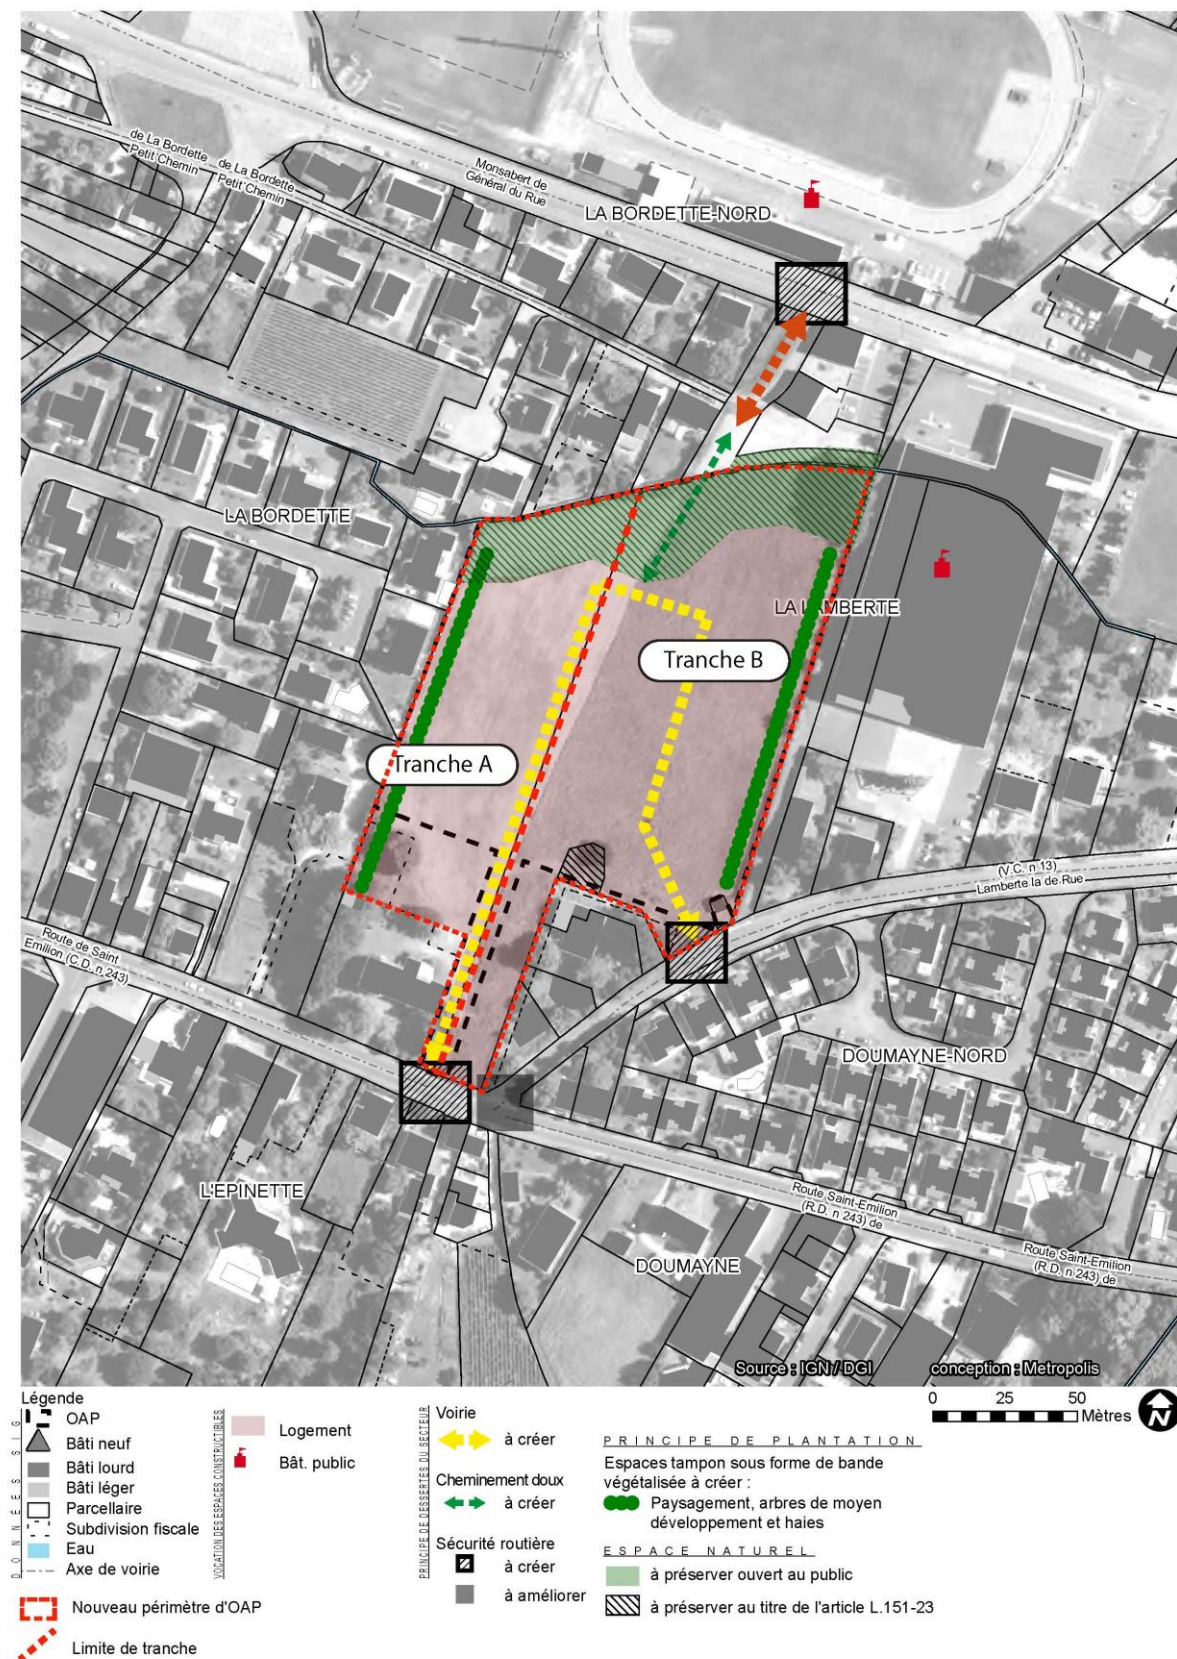 de La Bordette
Petit Chemin
de La Bordette
Petit Chemin
Monsabert de
Général du Rue
LA BORDETTE-NORD
LA BORDETTE
LA LAMBERTE
Tranche B
Tranche A
(V.C. n 13)
Lamberte la de Rue
Route de Saint
Emilion (C.D. n 243)
DOUMAYNE-NORD
L'EPINETTE
Route Saint-Emilion
(R.D. n 243) de
DOUMAYNE
Route Saint-Emilion
(R.D. n 243) de
Source : IGN / DGI
conception : Metropolis
0 25 50
Mètres
N
Légende
DONNÉES SIG
OAP
Bâti neuf
Bâti lourd
Bâti léger
Parcellaire
Subdivision fiscale
Eau
Axe de voirie
Nouveau périmètre d'OAP
Limite de tranche
VOCATION DES ESPACES CONSTRUCTIBLES
Logement
Bât. public
PRINCIPE DE DESSERTES DU SECTEUR
Voirie
à créer
Cheminement doux
à créer
Sécurité routière
à créer
à améliorer
PRINCIPE DE PLANTATION
Espaces tampon sous forme de bande
végétalisée à créer :
Paysagement, arbres de moyen
développement et haies
ESPACE NATUREL
à préserver ouvert au public
à préserver au titre de l'article L.151-23